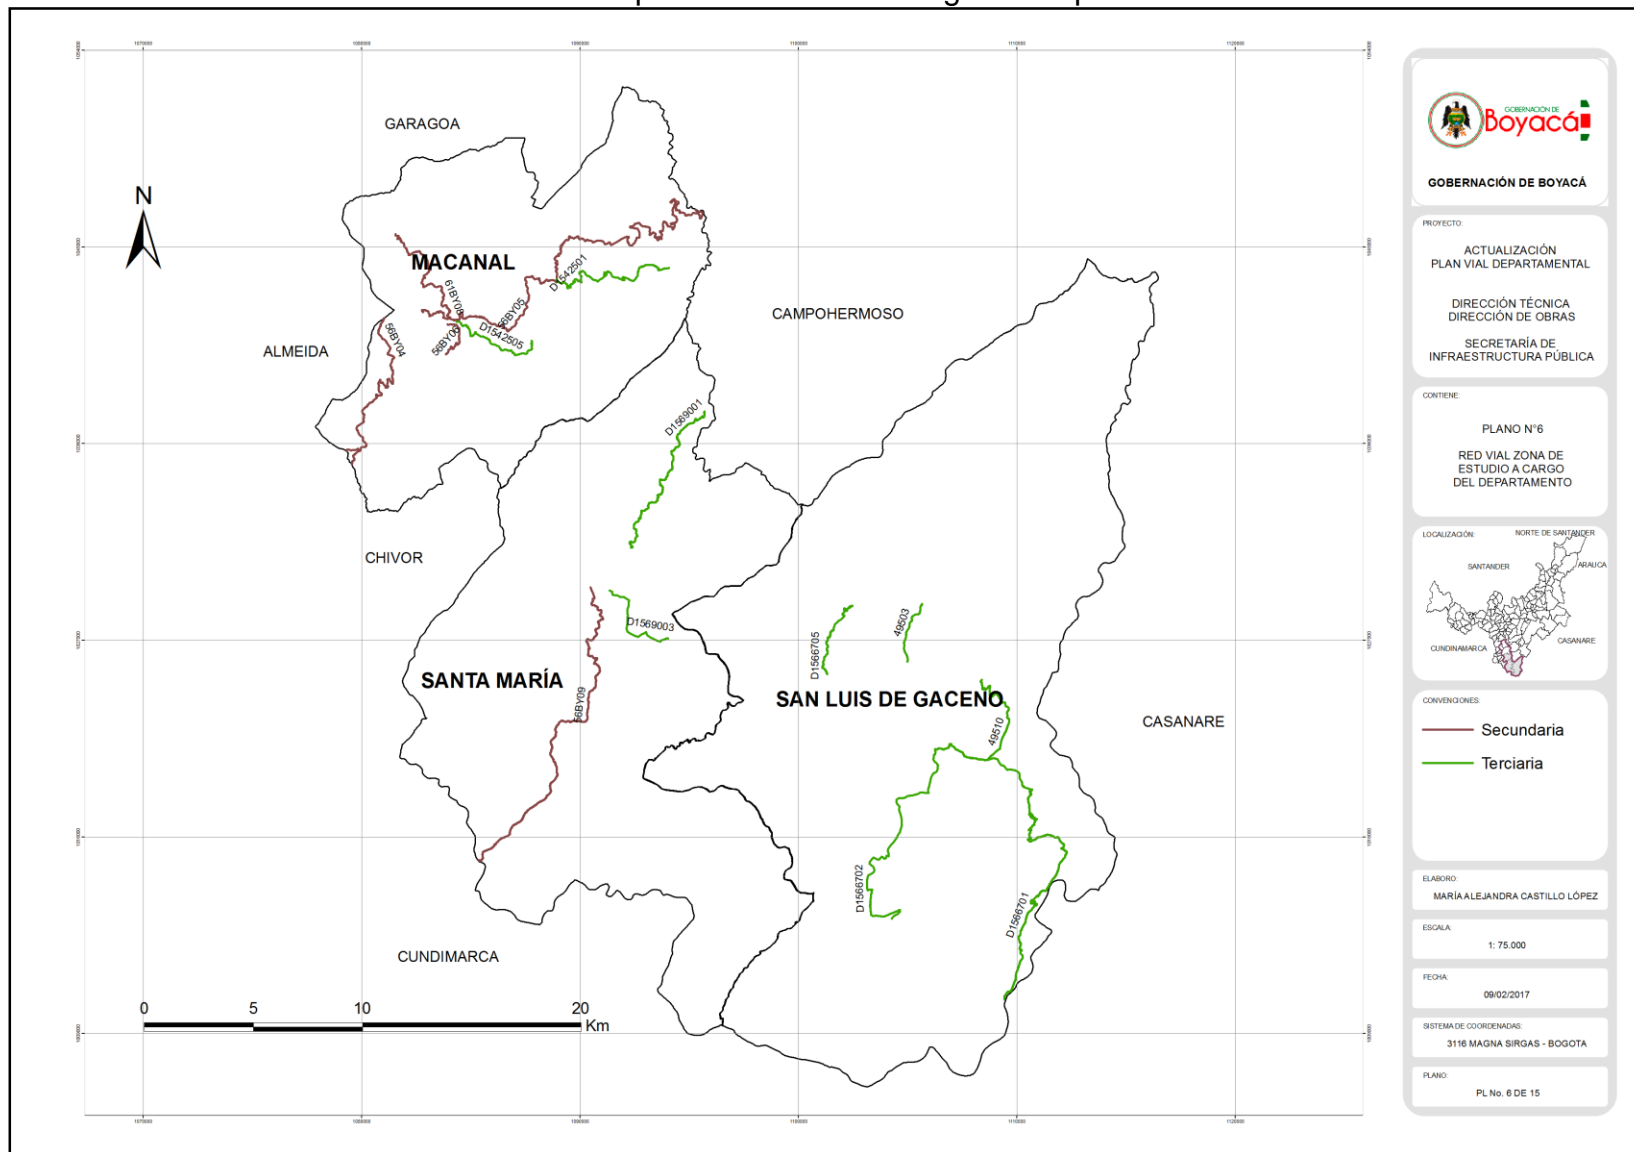 GARAGOA
N
MACANAL
D1542501
CAMPOHERMOSO
61BY08
56BY05
56BY06
D1542505
56BY04
ALMEIDA
D1569001
CHIVOR
D1569003
D1566705
49503
SANTA MARÍA
56BY09
SAN LUIS DE GACENO
49510
CASANARE
D1566702
D1566701
CUNDIMARCA
0 5 10 20
Km
GOBERNACIÓN DE
Boyacá
GOBERNACIÓN DE BOYACÁ
PROYECTO:
ACTUALIZACIÓN
PLAN VIAL DEPARTAMENTAL
DIRECCIÓN TÉCNICA
DIRECCIÓN DE OBRAS
SECRETARÍA DE
INFRAESTRUCTURA PÚBLICA
CONTIENE:
PLANO N°6
RED VIAL ZONA DE
ESTUDIO A CARGO
DEL DEPARTAMENTO
LOCALIZACIÓN:
NORTE DE SANTANDER
SANTANDER
ARAUCA
CUNDINAMARCA
CASANARE
CONVENCIONES:
Secundaria
Terciaria
ELABORO:
MARÍA ALEJANDRA CASTILLO LÓPEZ
ESCALA:
1: 75.000
FECHA:
09/02/2017
SISTEMA DE COORDENADAS:
3116 MAGNA SIRGAS - BOGOTA
PLANO:
PL No. 6 DE 15